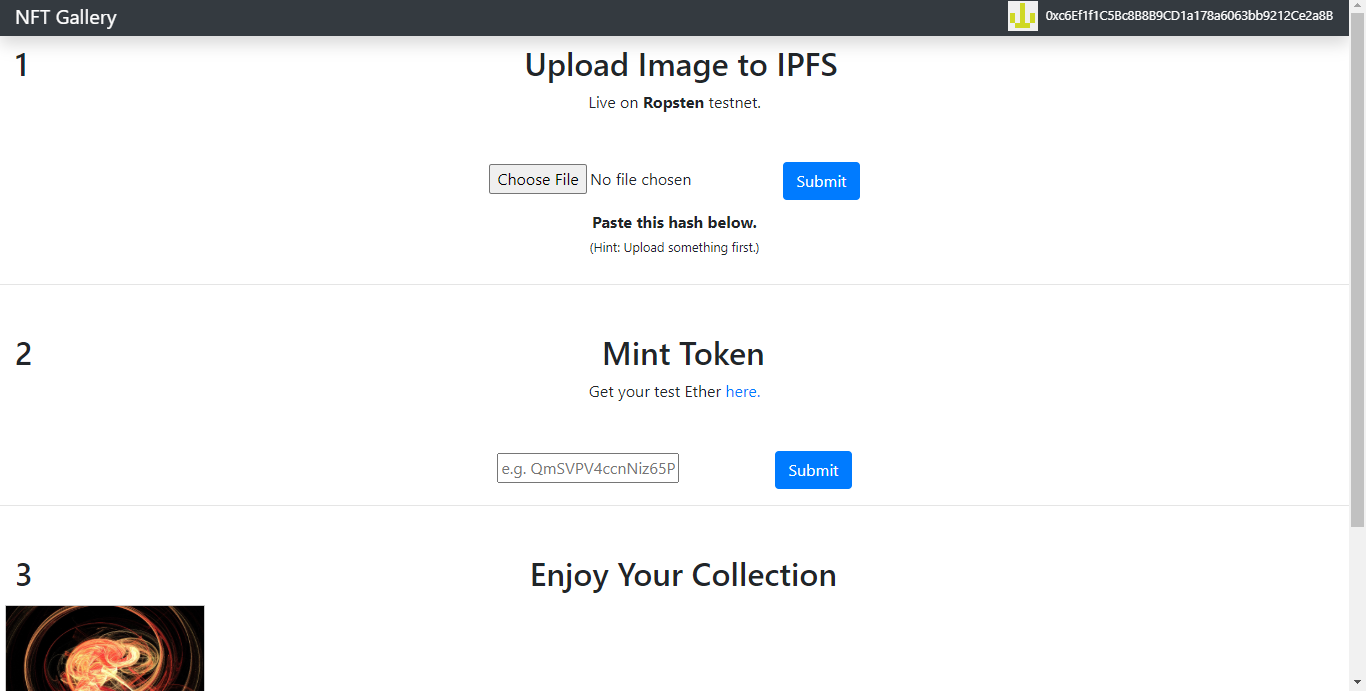 NFT Gallery
0xc6Ef1f1C5Bc8B8B9CD1a178a6063bb9212Ce2a8B
1
Upload Image to IPFS
Live on Ropsten testnet.
Choose File No file chosen
Submit
Paste this hash below.
(Hint: Upload something first.)
2
Mint Token
Get your test Ether here.
e.g. QmSVPV4ccnNiz65P
Submit
3
Enjoy Your Collection